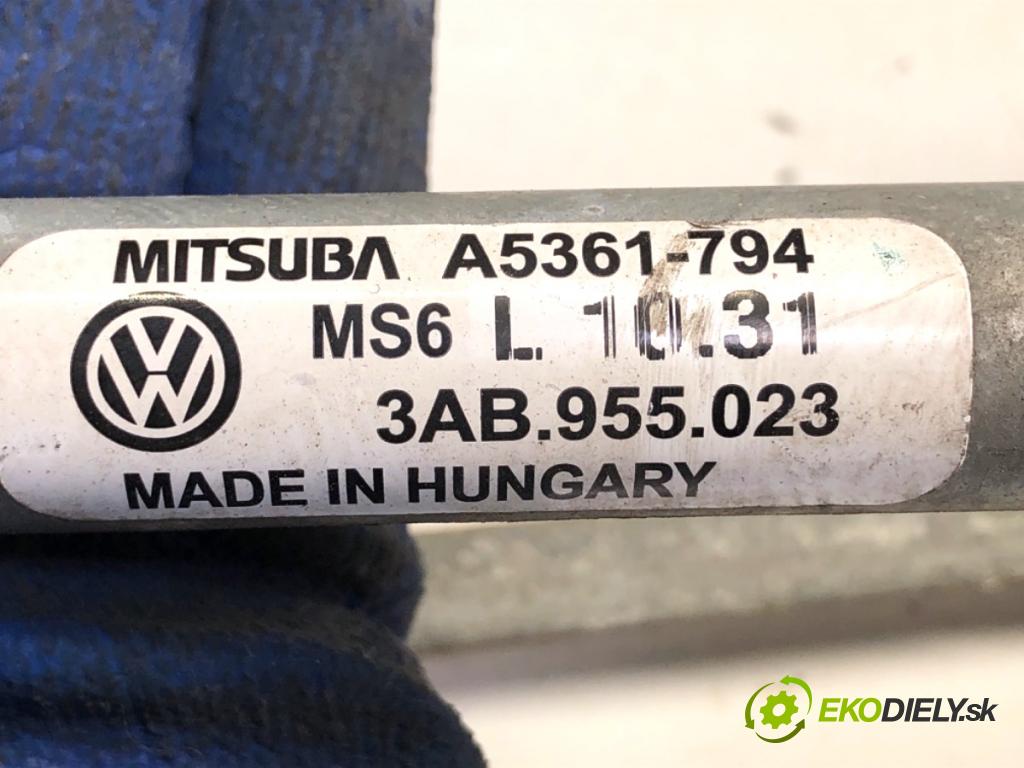 MITSUBA A5361-794
MS6 L 10.31
3AB.955.023
MADE IN HUNGARY
EKODIELY.sk